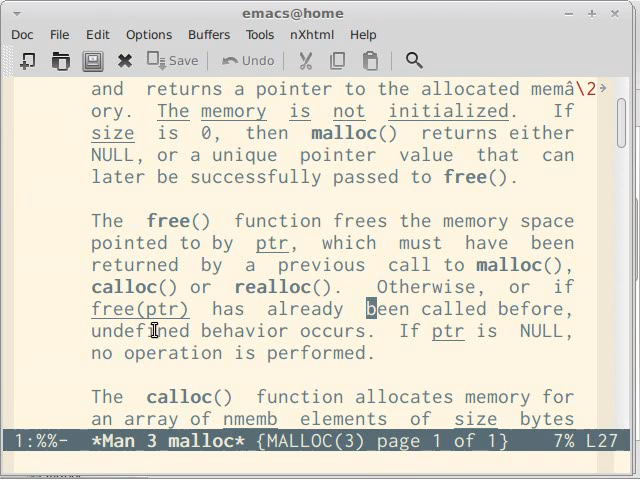 emacs@home
Doc File Edit Options Buffers Tools nXhtml Help
Save Undo
and returns a pointer to the allocated memâ\2
ory. The memory is not initialized. If
size is 0, then malloc() returns either
NULL, or a unique pointer value that can
later be successfully passed to free().
The free() function frees the memory space
pointed to by ptr, which must have been
returned by a previous call to malloc(),
calloc() or realloc(). Otherwise, or if
free(ptr) has already been called before,
undefined behavior occurs. If ptr is NULL,
no operation is performed.
The calloc() function allocates memory for
an array of nmemb elements of size bytes
1:%%- *Man 3 malloc* {MALLOC(3) page 1 of 1} 7% L27